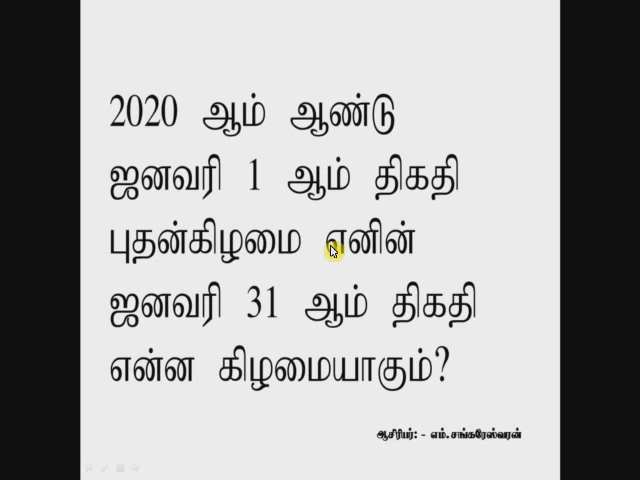 2020 ஆம் ஆண்டு
ஜனவரி 1 ஆம் திகதி
புதன்கிழமை எனின்
ஜனவரி 31 ஆம் திகதி
என்ன கிழமையாகும்?
ஆசிரியர்: - எம்.சங்கரேஸ்வரன்